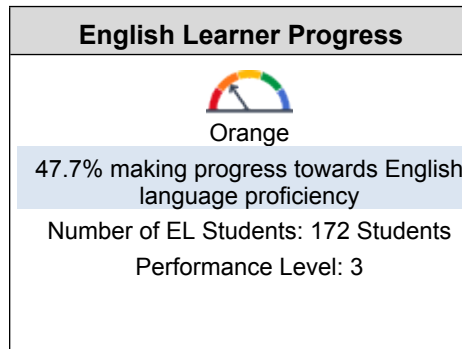 English Learner Progress
Orange
47.7% making progress towards English
language proficiency
Number of EL Students: 172 Students
Performance Level: 3